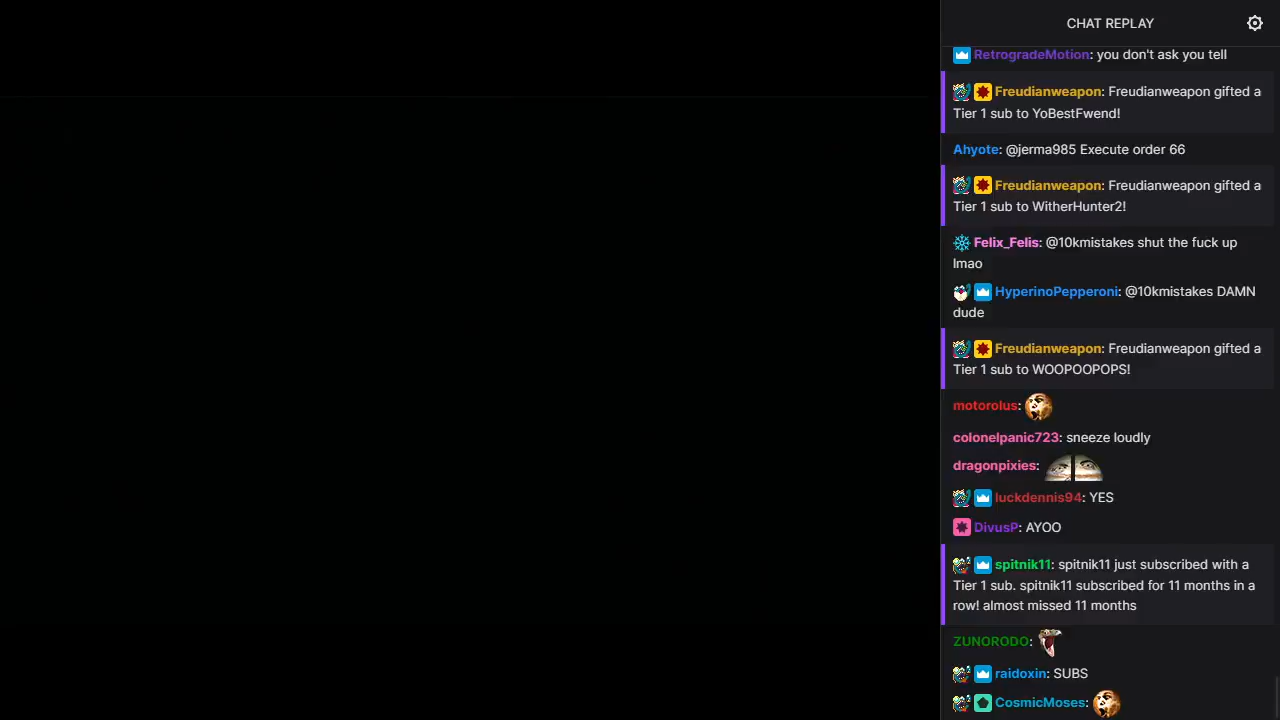 CHAT REPLAY
RetrogradeMotion: you don't ask you tell
Freudianweapon: Freudianweapon gifted a
Tier 1 sub to YoBestFwend!
Ahyote: @jerma985 Execute order 66
Freudianweapon: Freudianweapon gifted a
Tier 1 sub to WitherHunter2!
Felix_Felis: @10kmistakes shut the fuck up
lmao
HyperinoPepperoni: @10kmistakes DAMN
dude
Freudianweapon: Freudianweapon gifted a
Tier 1 sub to WOOPOOPOPS!
motorolus:
colonelpanic723: sneeze loudly
dragonpixies:
luckdennis94: YES
DivusP: AYOO
spitnik11: spitnik11 just subscribed with a
Tier 1 sub. spitnik11 subscribed for 11 months in a
row! almost missed 11 months
ZUNORODO:
raidoxin: SUBS
CosmicMoses: